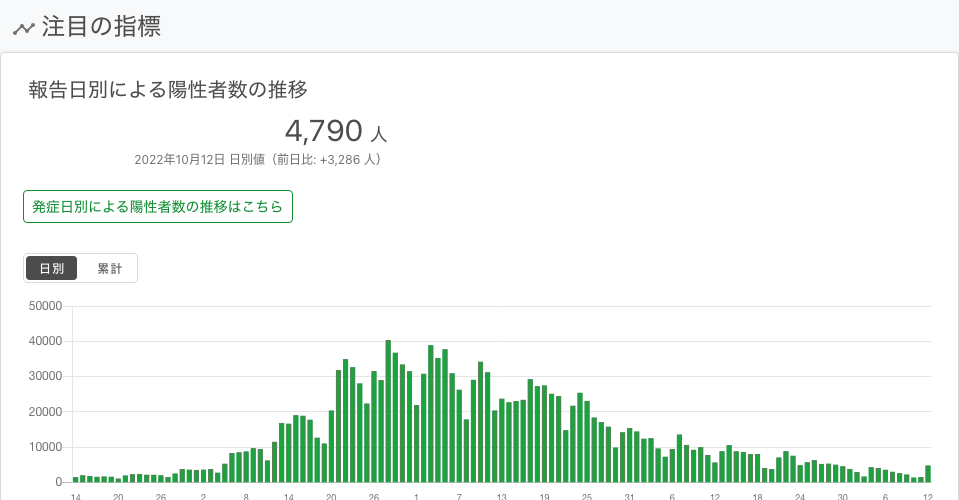 注目の指標
報告日別による陽性者数の推移
4,790 人
2022年10月12日 日別値（前日比: +3,286 人）
発症日別による陽性者数の推移はこちら
日別 累計
50000
40000
30000
20000
10000
0
14 20 26 2 8 14 20 26 1 7 13 19 25 31 6 12 18 24 30 6 12